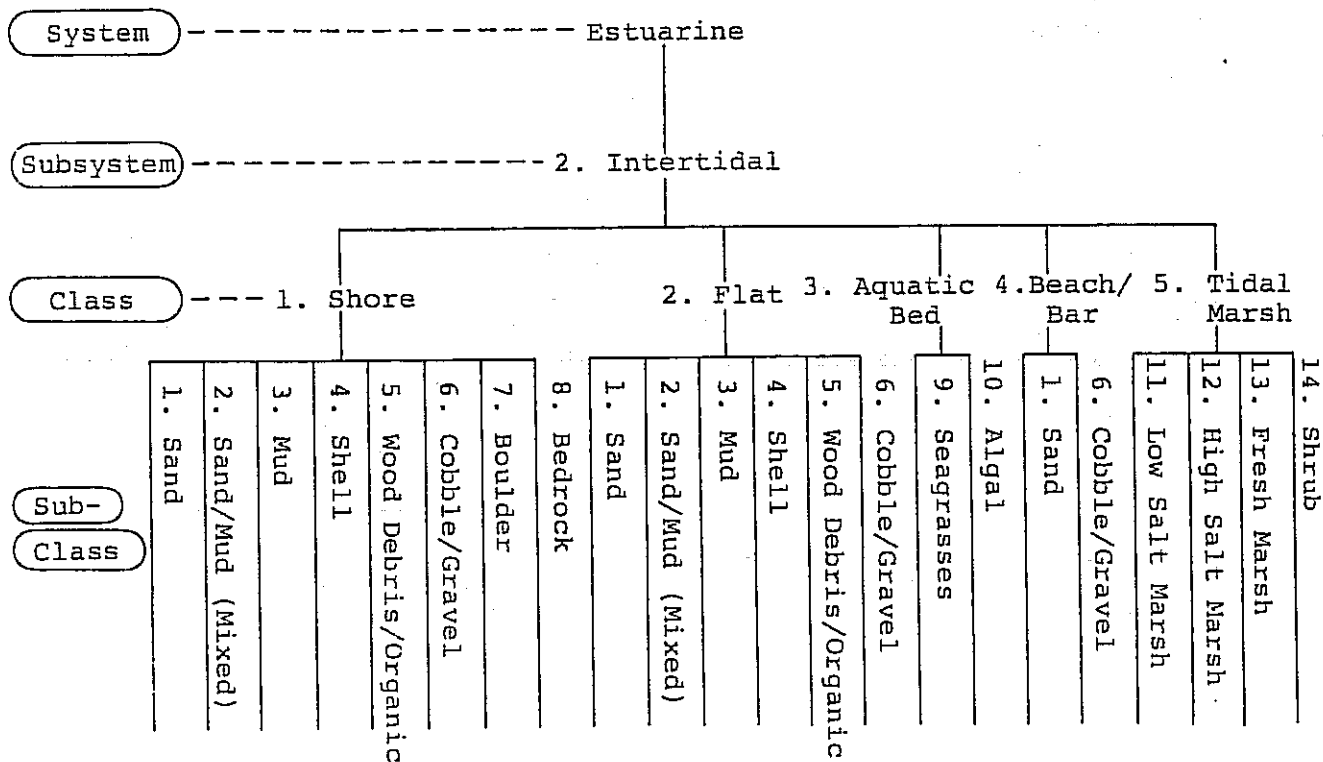 System
Estuarine
Subsystem
2. Intertidal
Class
1. Shore
2. Flat
3. Aquatic
Bed
4.Beach/
Bar
5. Tidal
Marsh
Sub-
Class
1. Sand
2. Sand/Mud (Mixed)
3. Mud
4. Shell
5. Wood Debris/Organic
6. Cobble/Gravel
7. Boulder
8. Bedrock
1. Sand
2. Sand/Mud (Mixed)
3. Mud
4. Shell
5. Wood Debris/Organic
6. Cobble/Gravel
9. Seagrasses
10. Algal
1. Sand
6. Cobble/Gravel
11. Low Salt Marsh
12. High Salt Marsh
13. Fresh Marsh
14. Shrub